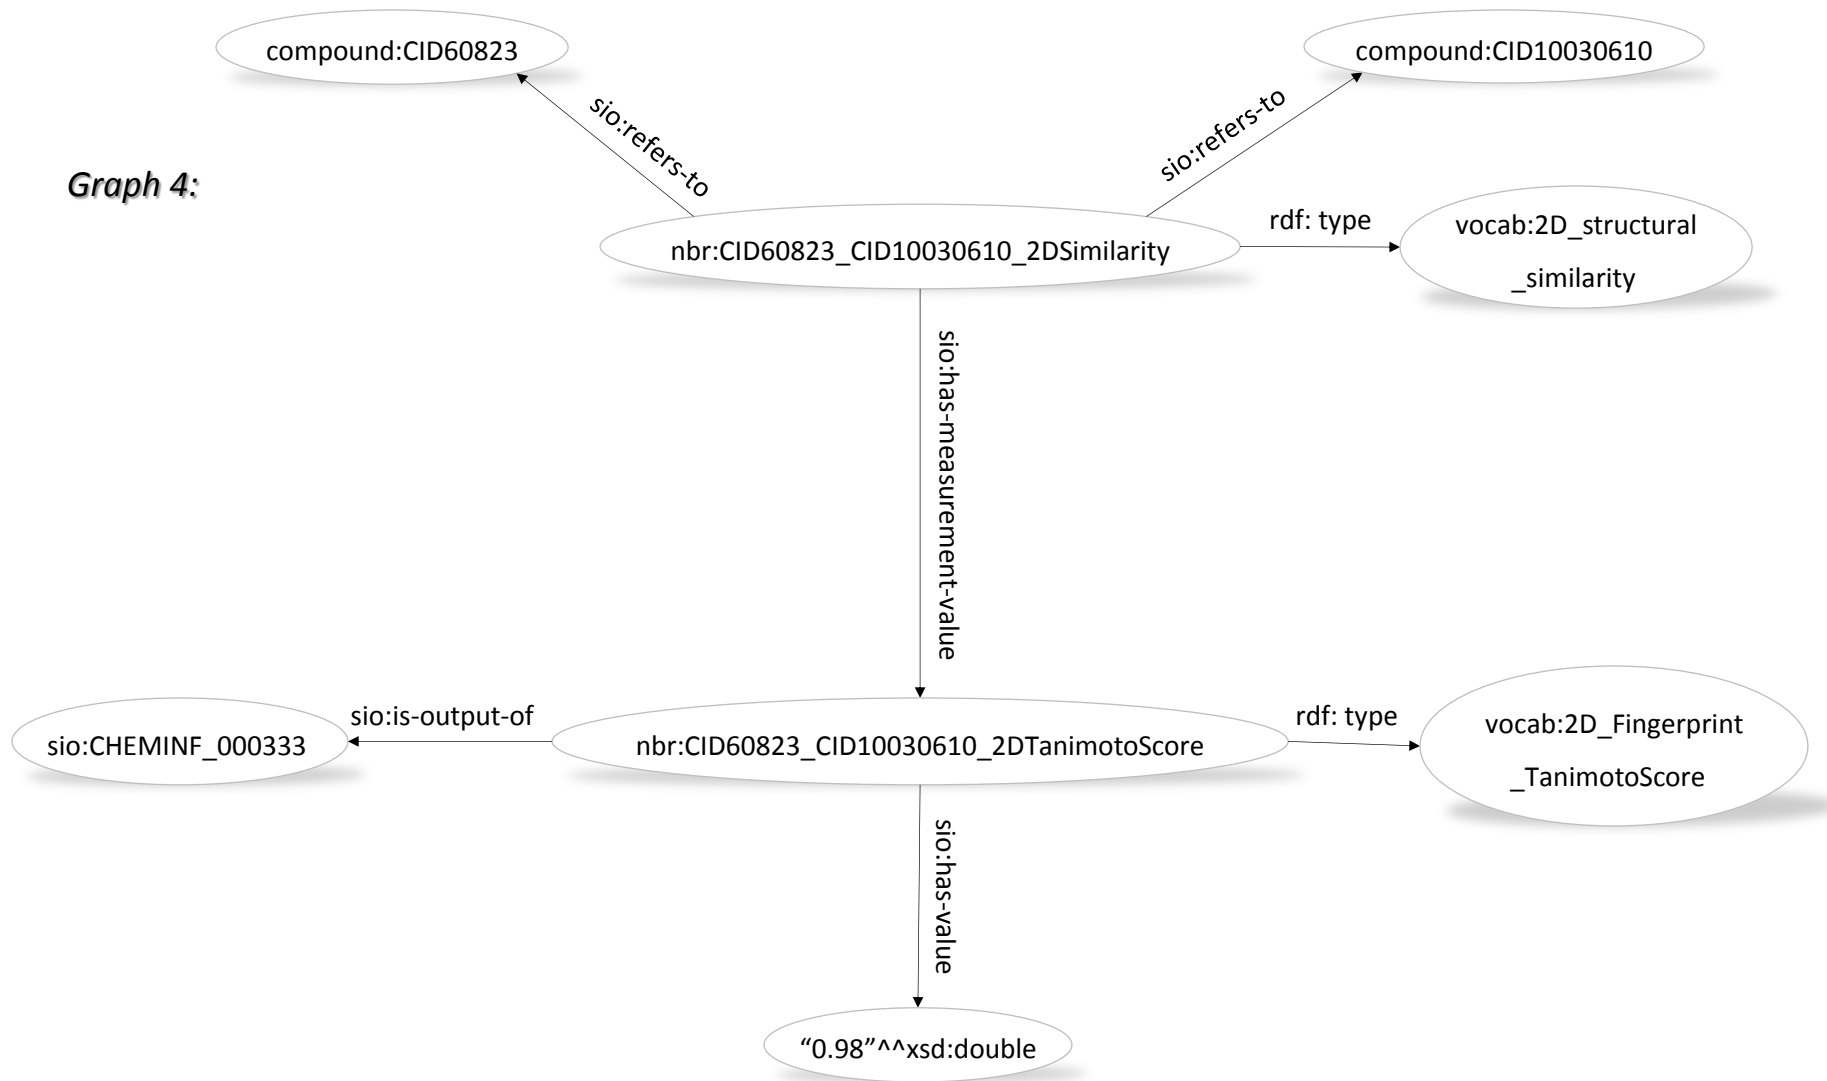 compound:CID60823
compound:CID10030610
sio:refers-to
sio:refers-to
Graph 4:
nbr:CID60823_CID10030610_2DSimilarity
rdf: type
vocab:2D_structural
_similarity
sio:has-measurement-value
sio:CHEMINF_000333
sio:is-output-of
nbr:CID60823_CID10030610_2DTanimotoScore
rdf: type
vocab:2D_Fingerprint
_TanimotoScore
sio:has-value
“0.98”^^xsd:double